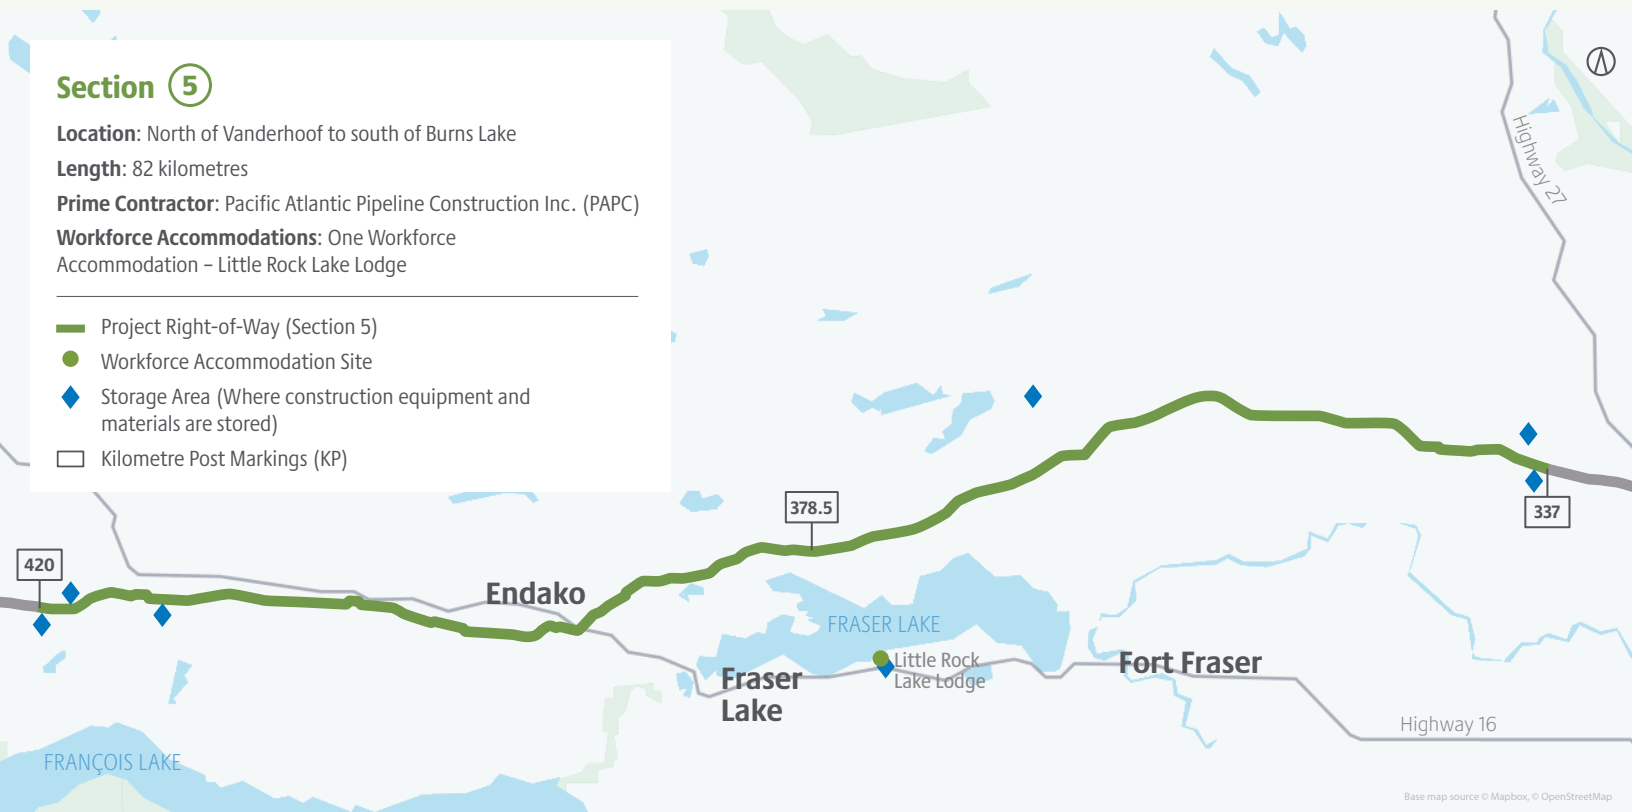 Section 5
Location: North of Vanderhoof to south of Burns Lake
Length: 82 kilometres
Prime Contractor: Pacific Atlantic Pipeline Construction Inc. (PAPC)
Workforce Accommodations: One Workforce
Accommodation – Little Rock Lake Lodge
Project Right-of-Way (Section 5)
Workforce Accommodation Site
Storage Area (Where construction equipment and
materials are stored)
Kilometre Post Markings (KP)
Highway 27
378.5
337
420
Endako
FRASER LAKE
Little Rock
Lake Lodge
Fraser
Lake
Fort Fraser
Highway 16
FRANÇOIS LAKE
Base map source © Mapbox, © OpenStreetMap